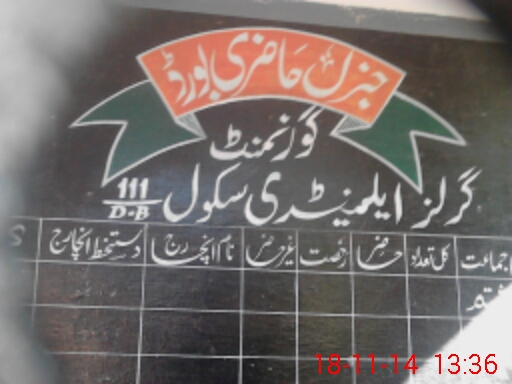 جنرل حاضری بورڈ
گورنمنٹ
گرلز ایلمینٹری سکول 111/D-B
جماعت کل تعداد حاضر رخصت غیر حاضر نام انچارج دستخط انچارج S
18-11-14 13:36